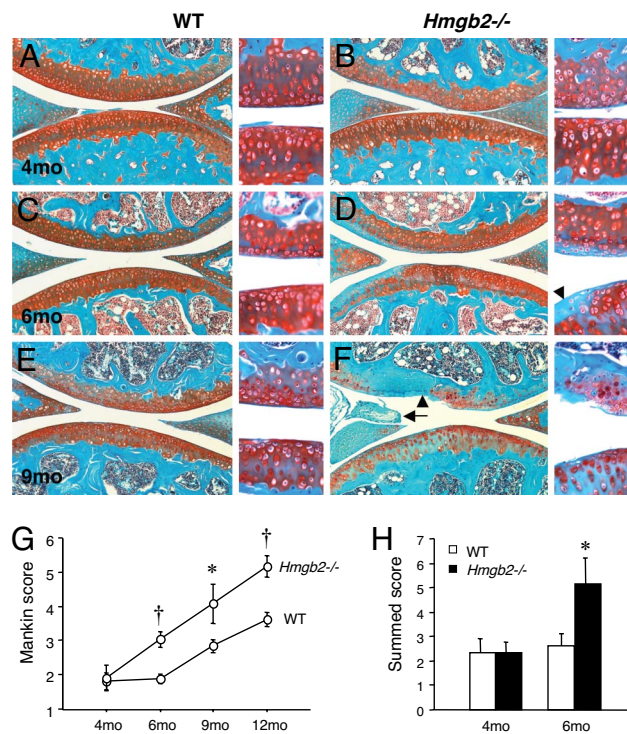 WT Hmgb2-/-
A B
4mo
C D
6mo
E F
9mo
G H
Mankin score
6
5
4
3
2
1
† * †
Hmgb2-/-
WT
4mo 6mo 9mo 12mo
Summed score
7
6
5
4
3
2
1
0
WT
Hmgb2-/-
*
4mo 6mo